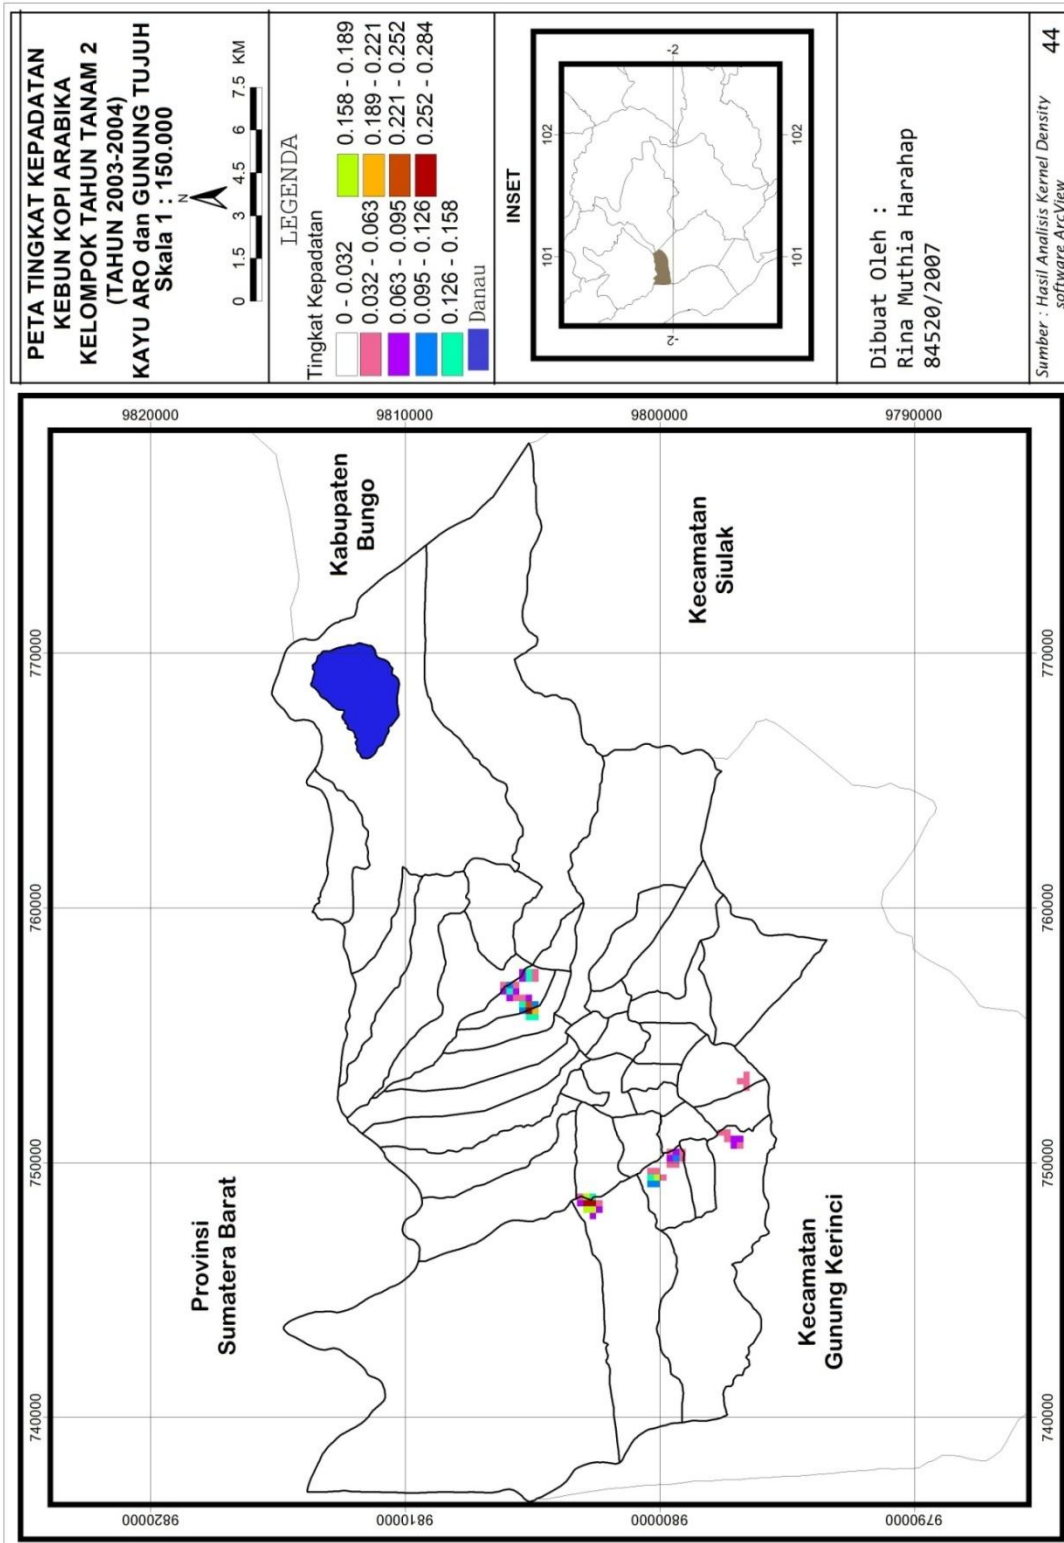 PETA TINGKAT KEPADATAN
KEBUN KOPI ARABIKA
KELOMPOK TAHUN TANAM 2
(TAHUN 2003-2004)
KAYU ARO dan GUNUNG TUJUH
Skala 1 : 150.000
N
0 1.5 3 4.5 6 7.5 KM
LEGENDA
Tingkat Kepadatan
0 - 0.032
0.032 - 0.063
0.063 - 0.095
0.095 - 0.126
0.126 - 0.158
Danau
0.158 - 0.189
0.189 - 0.221
0.221 - 0.252
0.252 - 0.284
INSET
101 102
-2 -2
101 102
Dibuat Oleh :
Rina Muthia Harahap
84520/2007
Sumber : Hasil Analisis Kernel Density
software ArcView
44
740000 750000 760000 770000
9820000 9820000
9810000 9810000
9800000 9800000
9790000 9790000
740000 750000 760000 770000
Provinsi
Sumatera Barat
Kabupaten
Bungo
Kecamatan
Siulak
Kecamatan
Gunung Kerinci